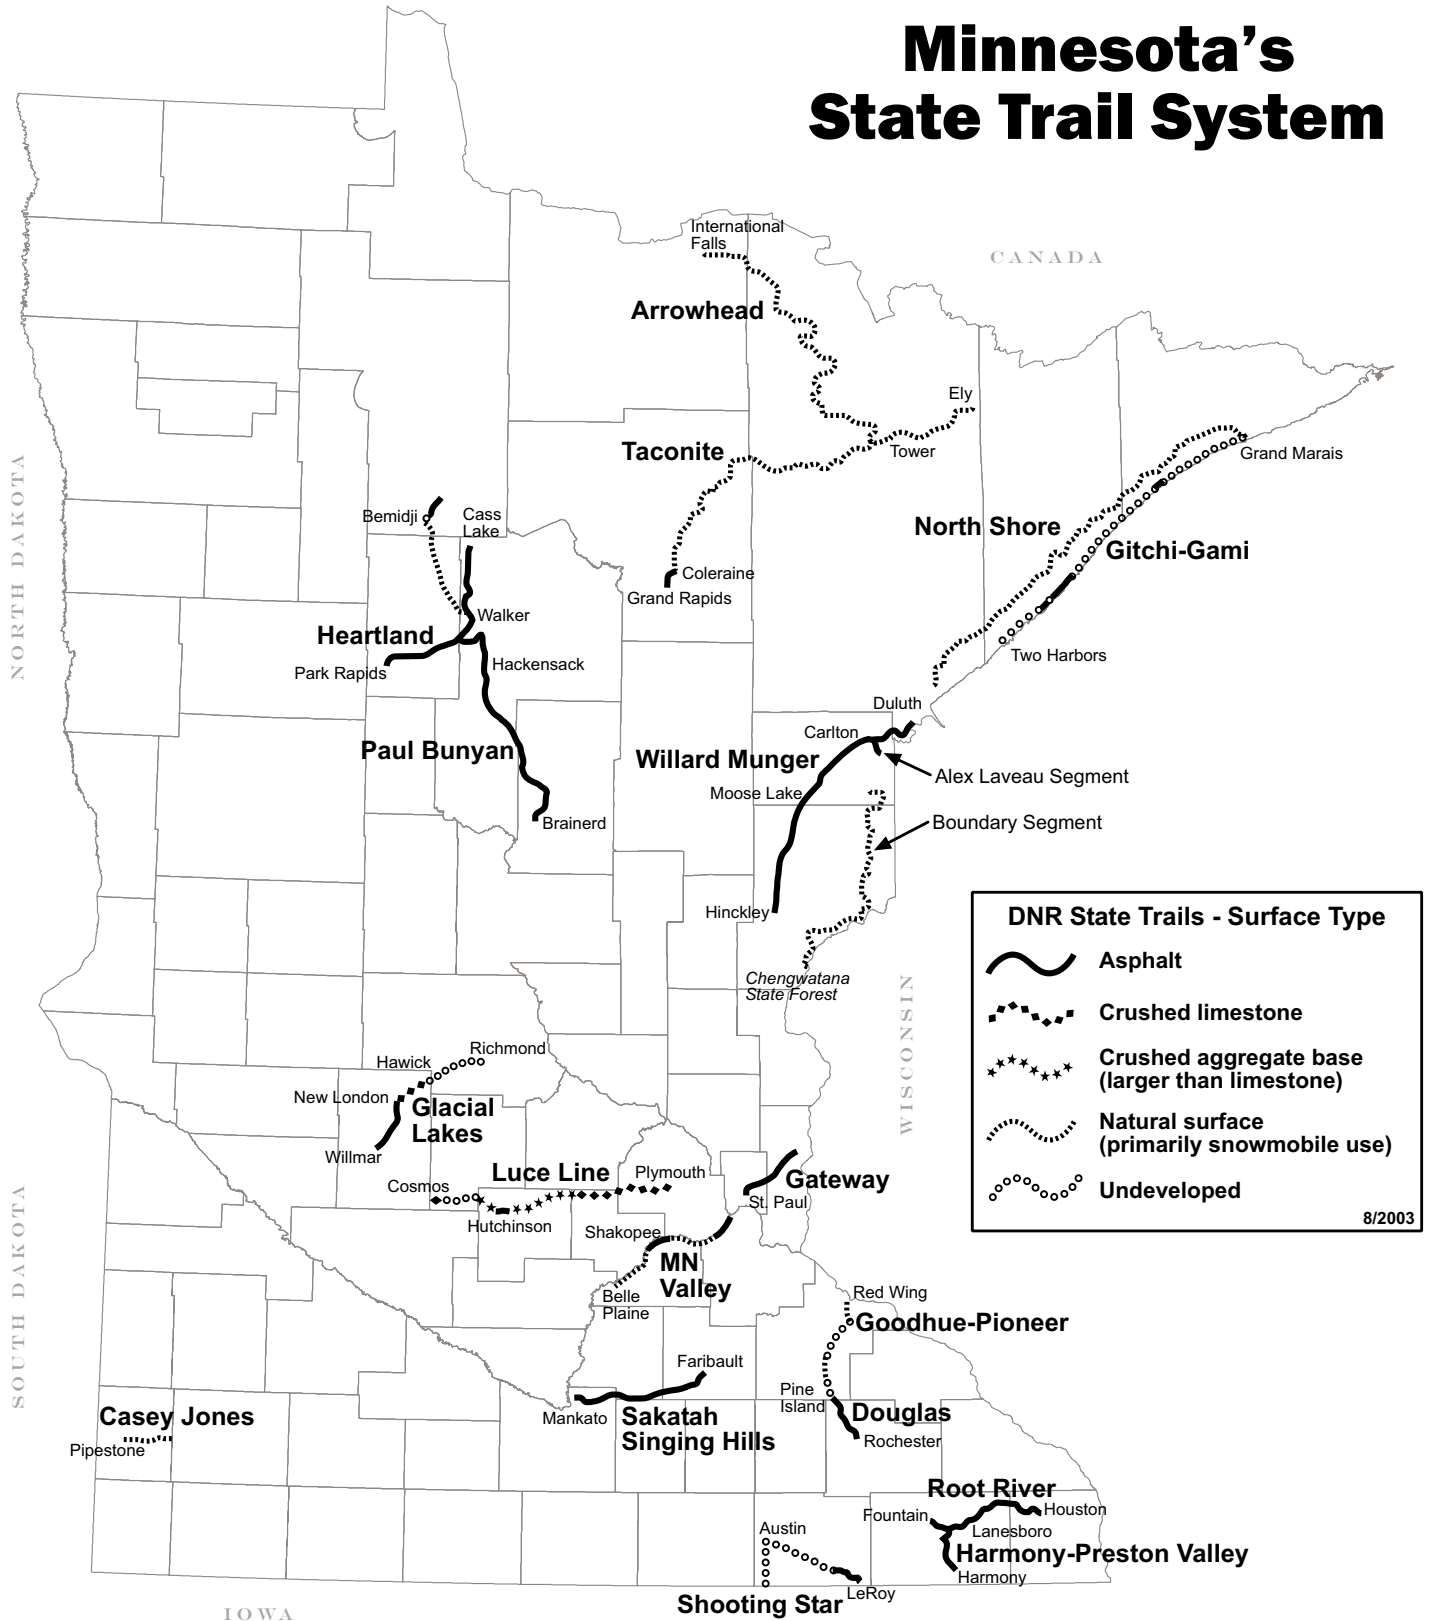 Minnesota's
State Trail System
International
Falls
CANADA
Arrowhead
Ely
Taconite
Tower
Grand Marais
NORTH DAKOTA
Bemidji
Cass
Lake
North Shore
Gitchi-Gami
Coleraine
Grand Rapids
Walker
Heartland
Park Rapids
Hackensack
Two Harbors
Duluth
Carlton
Paul Bunyan
Willard Munger
Alex Laveau Segment
Moose Lake
Brainerd
Boundary Segment
Hinckley
DNR State Trails - Surface Type
Asphalt
Crushed limestone
Crushed aggregate base
(larger than limestone)
Natural surface
(primarily snowmobile use)
Undeveloped
8/2003
Chengwatana
State Forest
WISCONSIN
Richmond
Hawick
New London
Glacial
Lakes
Willmar
Luce Line
Plymouth
Cosmos
Hutchinson
Gateway
St. Paul
Shakopee
MN
Valley
Belle
Plaine
SOUTH DAKOTA
Red Wing
Goodhue-Pioneer
Faribault
Pine
Island
Mankato
Sakatah
Singing Hills
Douglas
Rochester
Casey Jones
Pipestone
Root River
Fountain
Houston
Lanesboro
Austin
Harmony-Preston Valley
Harmony
LeRoy
Shooting Star
IOWA